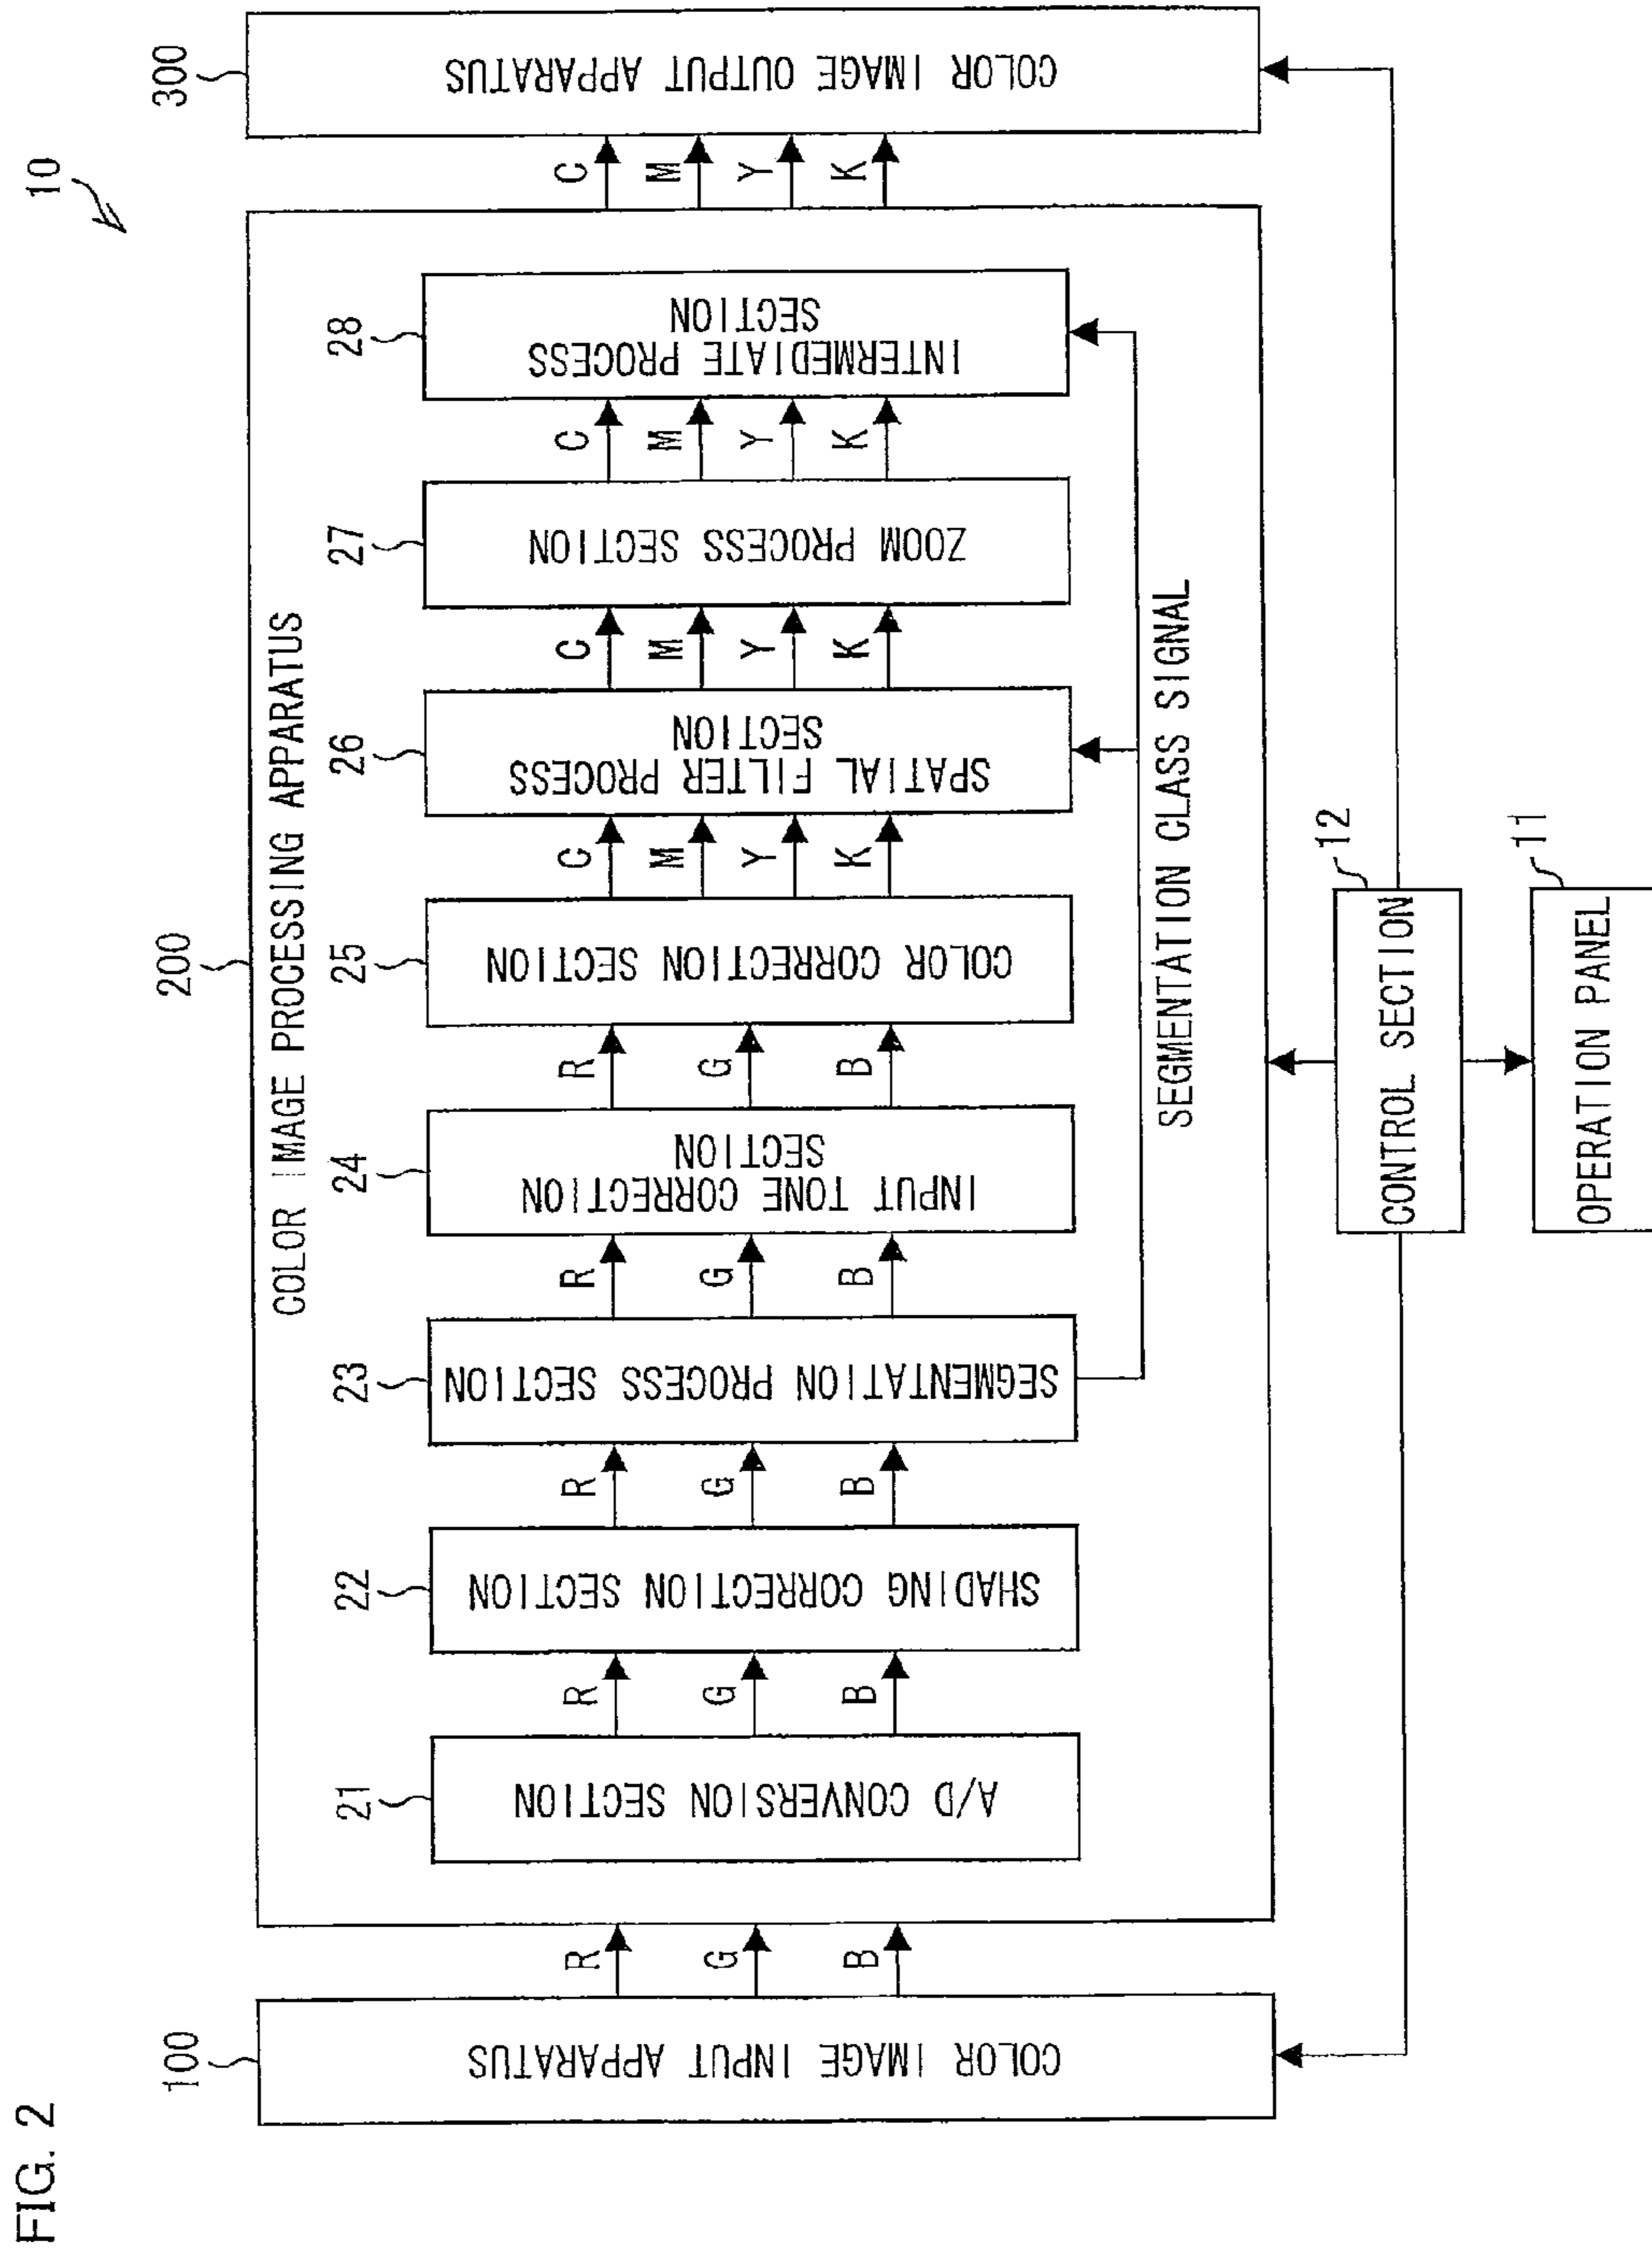 FIG. 2
10
100
COLOR IMAGE INPUT APPARATUS
R
G
B
200
COLOR IMAGE PROCESSING APPARATUS
21
A/D CONVERSION SECTION
R
G
B
22
SHADING CORRECTION SECTION
R
G
B
23
SEGMENTATION PROCESS SECTION
R
G
B
24
INPUT TONE CORRECTION
SECTION
R
G
B
25
COLOR CORRECTION SECTION
C
M
Y
K
26
SPATIAL FILTER PROCESS
SECTION
C
M
Y
K
27
ZOOM PROCESS SECTION
C
M
Y
K
28
INTERMEDIATE PROCESS
SECTION
SEGMENTATION CLASS SIGNAL
C
M
Y
K
300
COLOR IMAGE OUTPUT APPARATUS
12
CONTROL SECTION
11
OPERATION PANEL